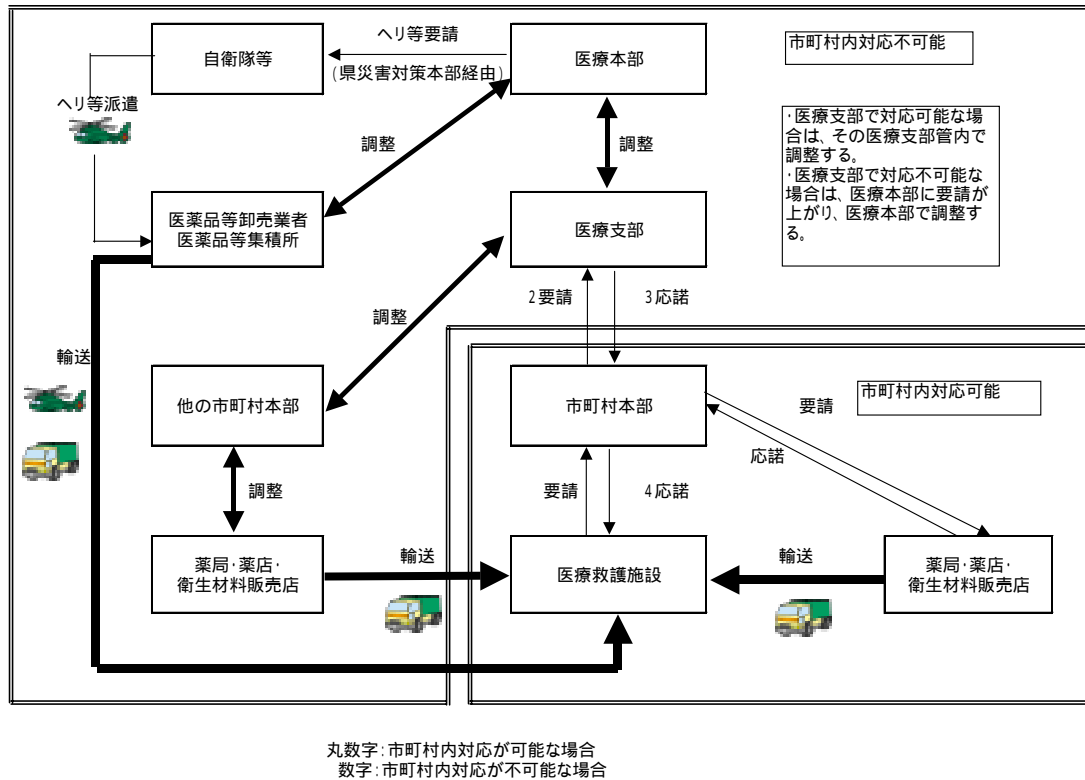 自衛隊等
ヘリ等要請
(県災害対策本部経由)
医療本部
市町村内対応不可能
ヘリ等派遣
調整
調整
・医療支部で対応可能な場
合は、その医療支部管内で
調整する。
・医療支部で対応不可能な
場合は、医療本部に要請が
上がり、医療本部で調整す
る。
医薬品等卸売業者
医薬品等集積所
医療支部
2要請
3応諾
調整
輸送
他の市町村本部
市町村本部
市町村内対応可能
要請
応諾
調整
要請
4応諾
薬局・薬店・
衛生材料販売店
輸送
医療救護施設
輸送
薬局・薬店・
衛生材料販売店
丸数字:市町村内対応が可能な場合
数字:市町村内対応が不可能な場合